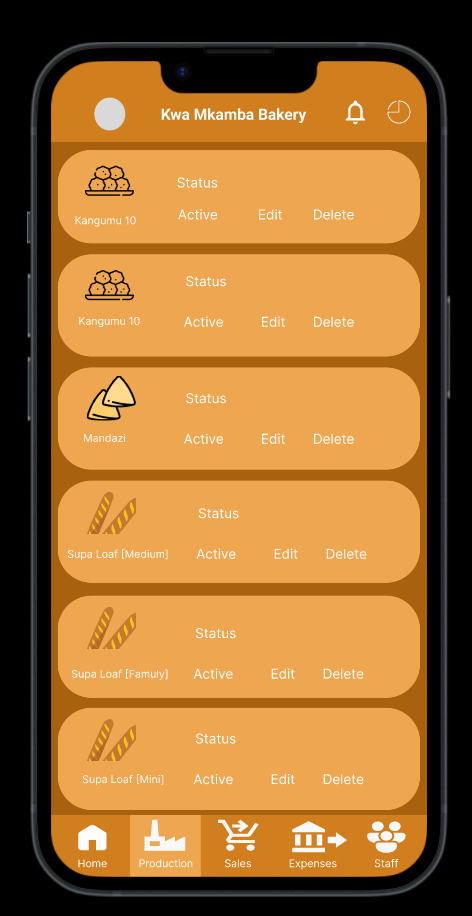 Kwa Mkamba Bakery
Status
Kangumu 10
Active Edit Delete
Status
Kangumu 10
Active Edit Delete
Status
Mandazi
Active Edit Delete
Status
Supa Loaf [Medium]
Active Edit Delete
Status
Supa Loaf [Famuly]
Active Edit Delete
Status
Supa Loaf [Mini]
Active Edit Delete
Home Production Sales Expenses Staff